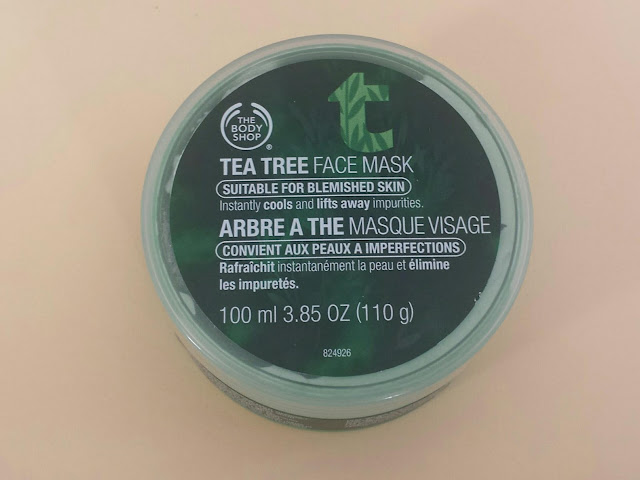 THE
BODY
SHOP
®
t
TEA TREE FACE MASK
SUITABLE FOR BLEMISHED SKIN
Instantly cools and lifts away impurities.
ARBRE A THE MASQUE VISAGE
CONVIENT AUX PEAUX A IMPERFECTIONS
Rafraîchit instantanément la peau et élimine
les impuretés.
100 ml 3.85 OZ (110 g)
824926